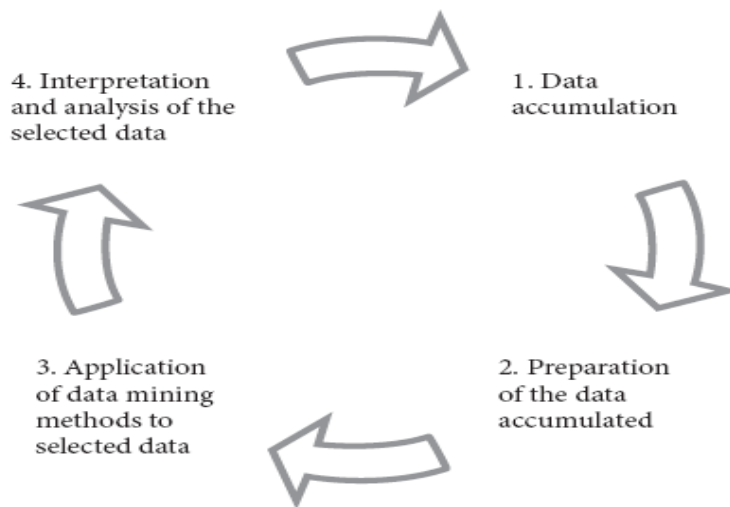 1. Data
accumulation
2. Preparation
of the data
accumulated
3. Application
of data mining
methods to
selected data
4. Interpretation
and analysis of the
selected data